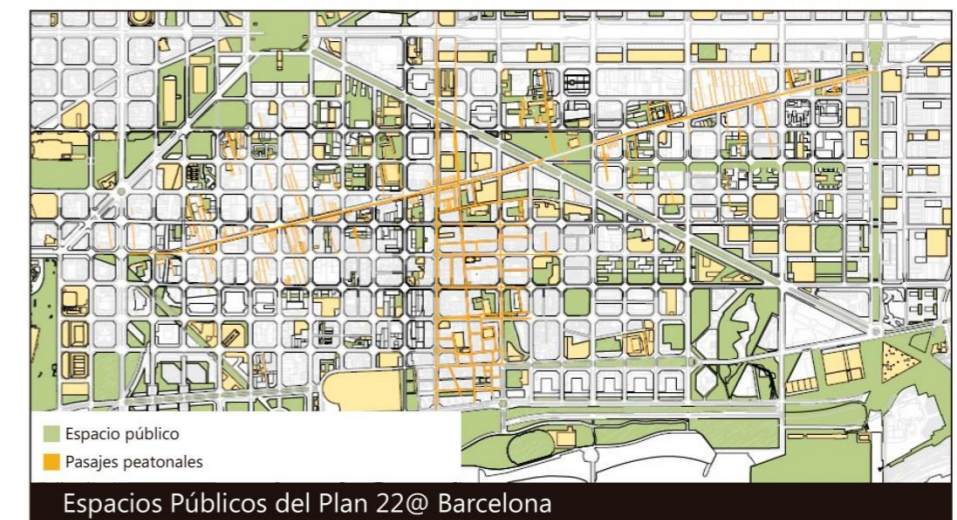 Espacio público
Pasajes peatonales
Espacios Públicos del Plan 22@ Barcelona